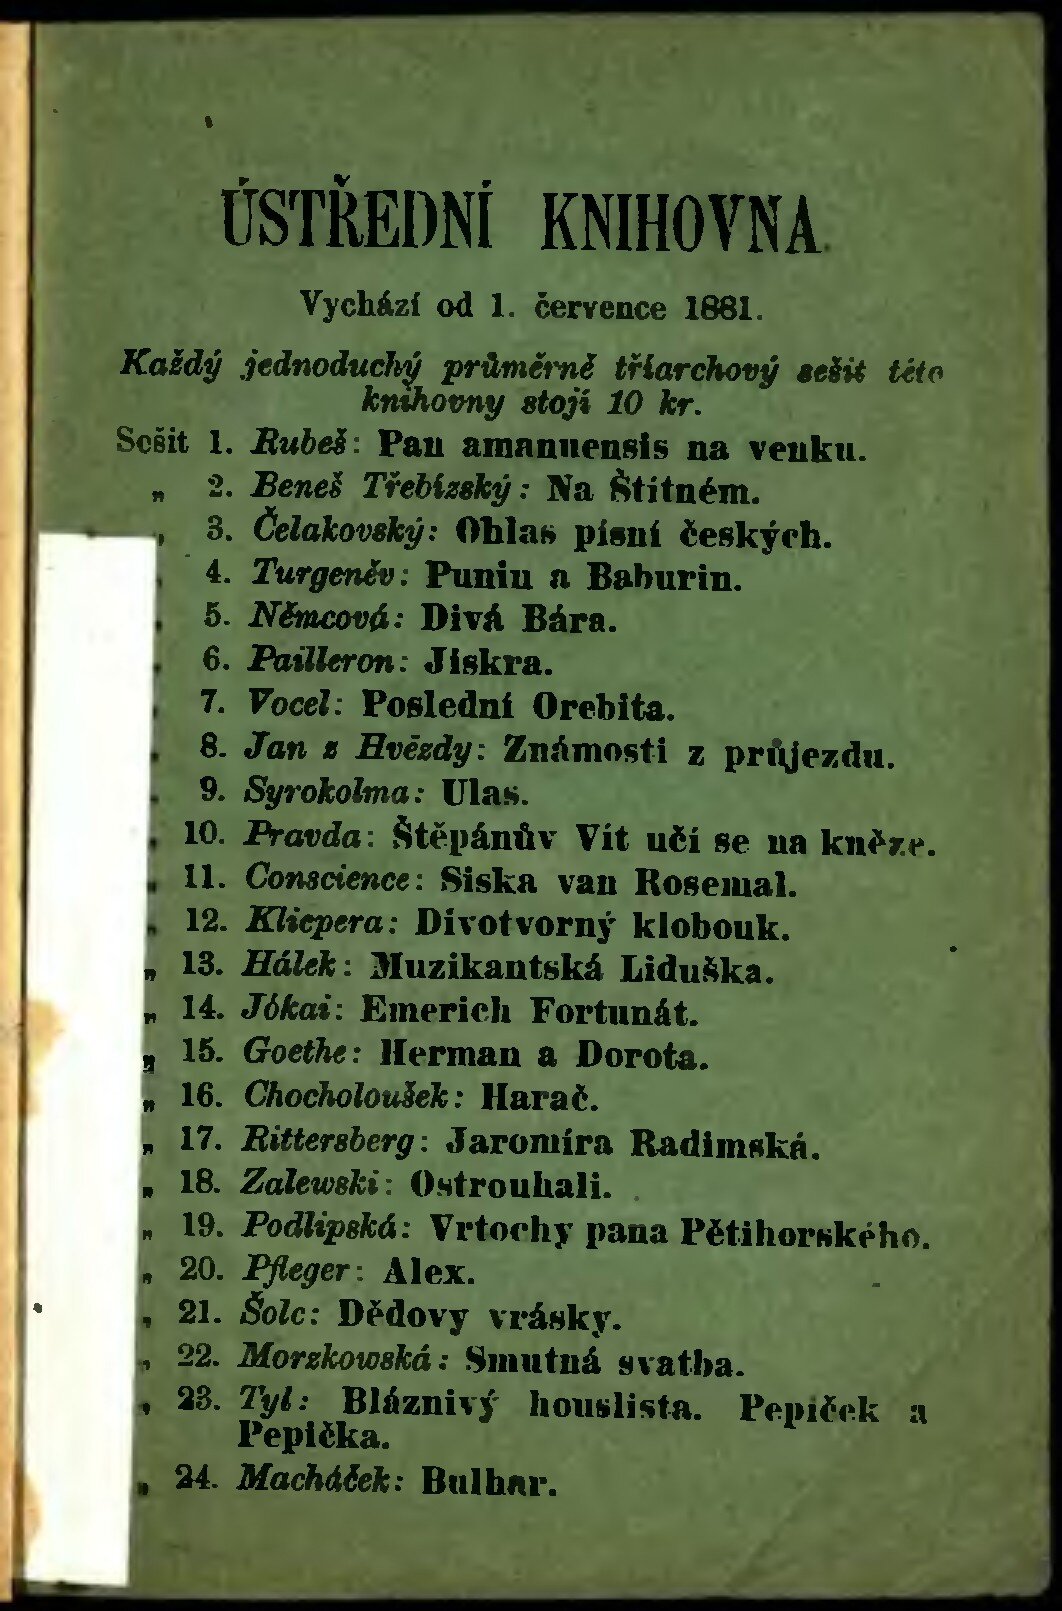 ÚSTŘEDNÍ KNIHOVNA
Vychází od 1. července 1881.
Každý jednoduchý průměrně tříarchový sešit této
knihovny stojí 10 kr.
Sešit 1. Rubeš: Pan amanuensis na venku.
„ 2. Beneš Třebízský: Na Štítném.
„ 3. Čelakovský: Ohlas písní českých.
4. Turgeněv: Punin a Baburin.
5. Němcová: Divá Bára.
6. Pailleron: Jiskra.
7. Vocel: Poslední Orebita.
8. Jan z Hvězdy: Známosti z průjezdu.
9. Syrokolma: Ulas.
10. Pravda: Štěpánův Vít učí se na kněze.
11. Conscience: Siska van Rosemal.
12. Klicpera: Divotvorný klobouk.
„ 13. Hálek: Muzikantská Liduška.
„ 14. Jókai: Emerich Fortunát.
„ 15. Goethe: Herman a Dorota.
„ 16. Chocholoušek: Harač.
„ 17. Rittersberg: Jaromíra Radimská.
„ 18. Zalewski: Ostrouhali.
„ 19. Podlipská: Vrtochy pana Pětihorského.
„ 20. Pfleger: Alex.
„ 21. Šolc: Dědovy vrásky.
„ 22. Morzkowská: Smutná svatba.
„ 23. Tyl: Bláznivý houslista. Pepíček a
Pepička.
„ 24. Macháček: Bulhar.